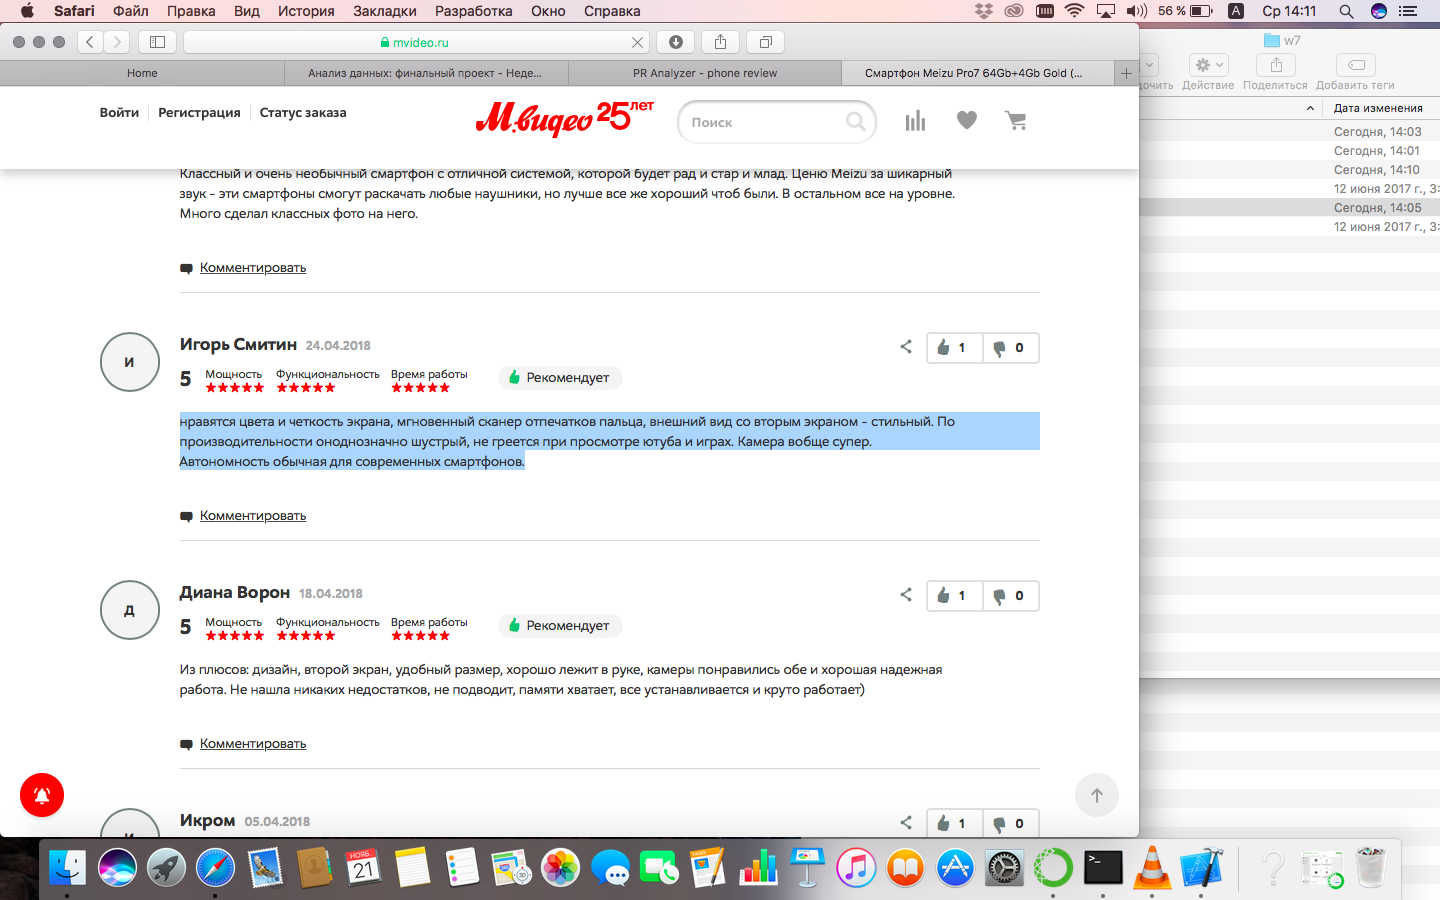 Safari Файл Правка Вид История Закладки Разработка Окно Справка 56 % A Ср 14:11
mvideo.ru
w7
Home Анализ данных: финальный проект - Неде... PR Analyzer - phone review Смартфон Meizu Pro7 64Gb+4Gb Gold (...
Действие Поделиться Добавить теги
Войти Регистрация Статус заказа М.видео 25 лет Поиск
Дата изменения
Сегодня, 14:03
Сегодня, 14:01
Сегодня, 14:10
12 июня 2017 г., 3:
Сегодня, 14:05
12 июня 2017 г., 3:
Классный и очень необычный смартфон с отличной системой, которой будет рад и стар и млад. Ценю Meizu за шикарный
звук - эти смартфоны смогут раскачать любые наушники, но лучше все же хороший чтоб были. В остальном все на уровне.
Много сделал классных фото на него.
Комментировать
И
Игорь Смитин 24.04.2018 1 0
5 Мощность Функциональность Время работы Рекомендует
нравятся цвета и четкость экрана, мгновенный сканер отпечатков пальца, внешний вид со вторым экраном - стильный. По
производительности оноднозначно шустрый, не греется при просмотре ютуба и играх. Камера вобще супер.
Автономность обычная для современных смартфонов.
Комментировать
Д
Диана Ворон 18.04.2018 1 0
5 Мощность Функциональность Время работы Рекомендует
Из плюсов: дизайн, второй экран, удобный размер, хорошо лежит в руке, камеры понравились обе и хорошая надежная
работа. Не нашла никаких недостатков, не подводит, памяти хватает, все устанавливается и круто работает)
Комментировать
Икром 05.04.2018 1 0
НОЯБ.
21